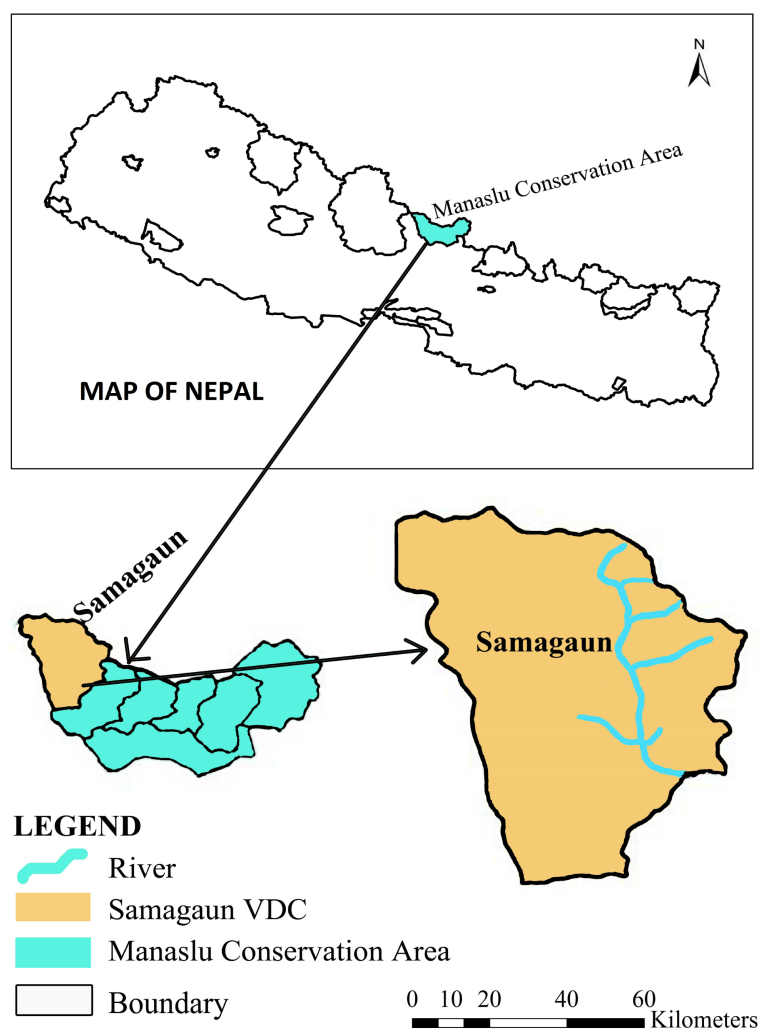 N
Manaslu Conservation Area
MAP OF NEPAL
Samagaun
Samagaun
LEGEND
River
Samagaun VDC
Manaslu Conservation Area
Boundary
0 10 20 40 60
Kilometers